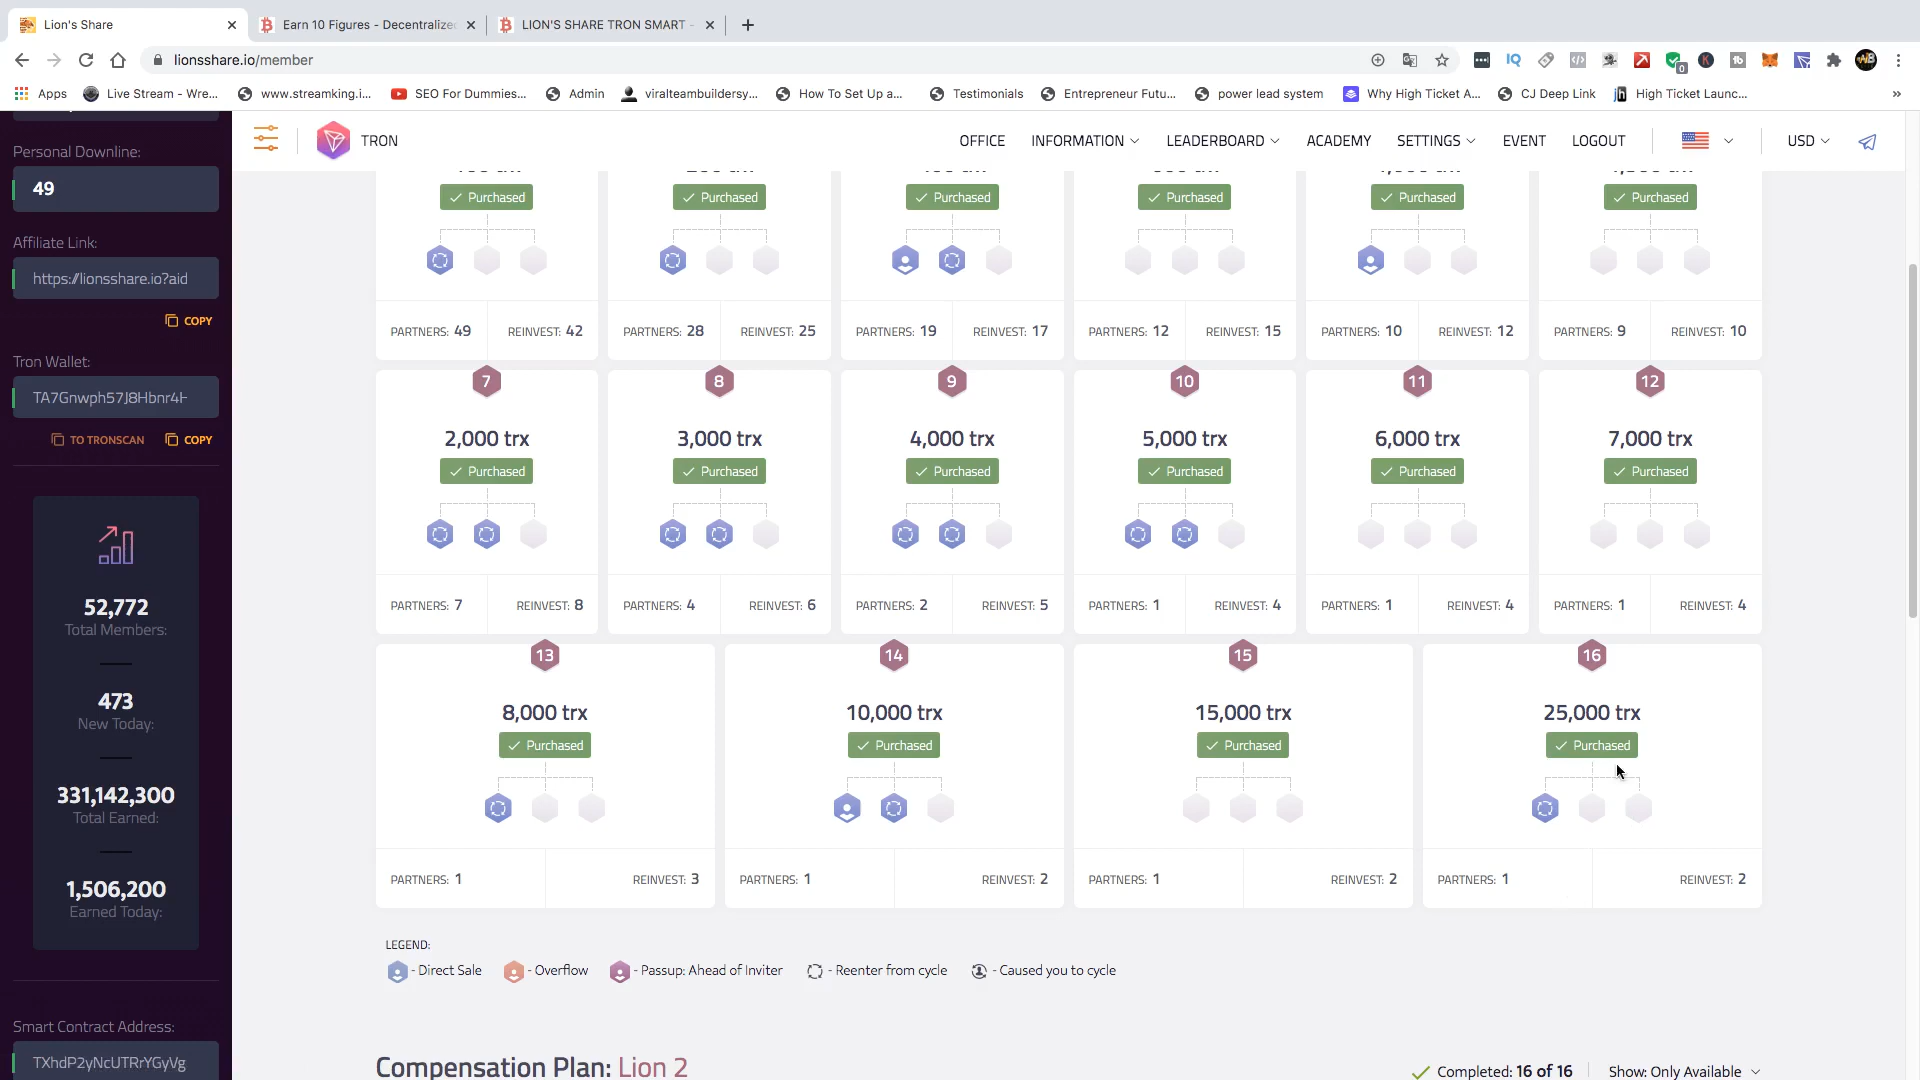 Lion's Share
Earn 10 Figures - Decentralized
LION'S SHARE TRON SMART -
lionsshare.io/member
Apps
Live Stream - Wre...
www.streamking.i...
SEO For Dummies...
Admin
viralteambuildersy...
How To Set Up a...
Testimonials
Entrepreneur Futu...
power lead system
Why High Ticket A...
CJ Deep Link
High Ticket Launc...
»
TRON
OFFICE
INFORMATION
LEADERBOARD
ACADEMY
SETTINGS
EVENT
LOGOUT
USD
Personal Downline:
49
Affiliate Link:
https://lionsshare.io?aid
COPY
Tron Wallet:
TA7Gnwph57J8Hbnr4H
TO TRONSCAN
COPY
52,772
Total Members:
473
New Today:
331,142,300
Total Earned:
1,506,200
Earned Today:
Smart Contract Address:
TXhdP2yNcUTRrYGyVg
Purchased
Purchased
Purchased
Purchased
Purchased
Purchased
PARTNERS: 49 REINVEST: 42
PARTNERS: 28 REINVEST: 25
PARTNERS: 19 REINVEST: 17
PARTNERS: 12 REINVEST: 15
PARTNERS: 10 REINVEST: 12
PARTNERS: 9 REINVEST: 10
7
2,000 trx
Purchased
PARTNERS: 7 REINVEST: 8
8
3,000 trx
Purchased
PARTNERS: 4 REINVEST: 6
9
4,000 trx
Purchased
PARTNERS: 2 REINVEST: 5
10
5,000 trx
Purchased
PARTNERS: 1 REINVEST: 4
11
6,000 trx
Purchased
PARTNERS: 1 REINVEST: 4
12
7,000 trx
Purchased
PARTNERS: 1 REINVEST: 4
13
8,000 trx
Purchased
PARTNERS: 1 REINVEST: 3
14
10,000 trx
Purchased
PARTNERS: 1 REINVEST: 2
15
15,000 trx
Purchased
PARTNERS: 1 REINVEST: 2
16
25,000 trx
Purchased
PARTNERS: 1 REINVEST: 2
LEGEND:
- Direct Sale - Overflow - Passup: Ahead of Inviter - Reenter from cycle - Caused you to cycle
Compensation Plan: Lion 2
Completed: 16 of 16
Show: Only Available